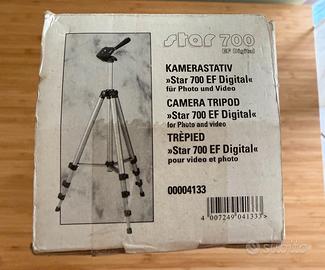 star 700
EF Digital
KAMERASTATIV
»Star 700 EF Digital«
für Photo und Video
CAMERA TRIPOD
»Star 700 EF Digital«
for Photo and video
TRÈPIED
»Star 700 EF Digital«
pour video et photo
00004133
4 007249 041333